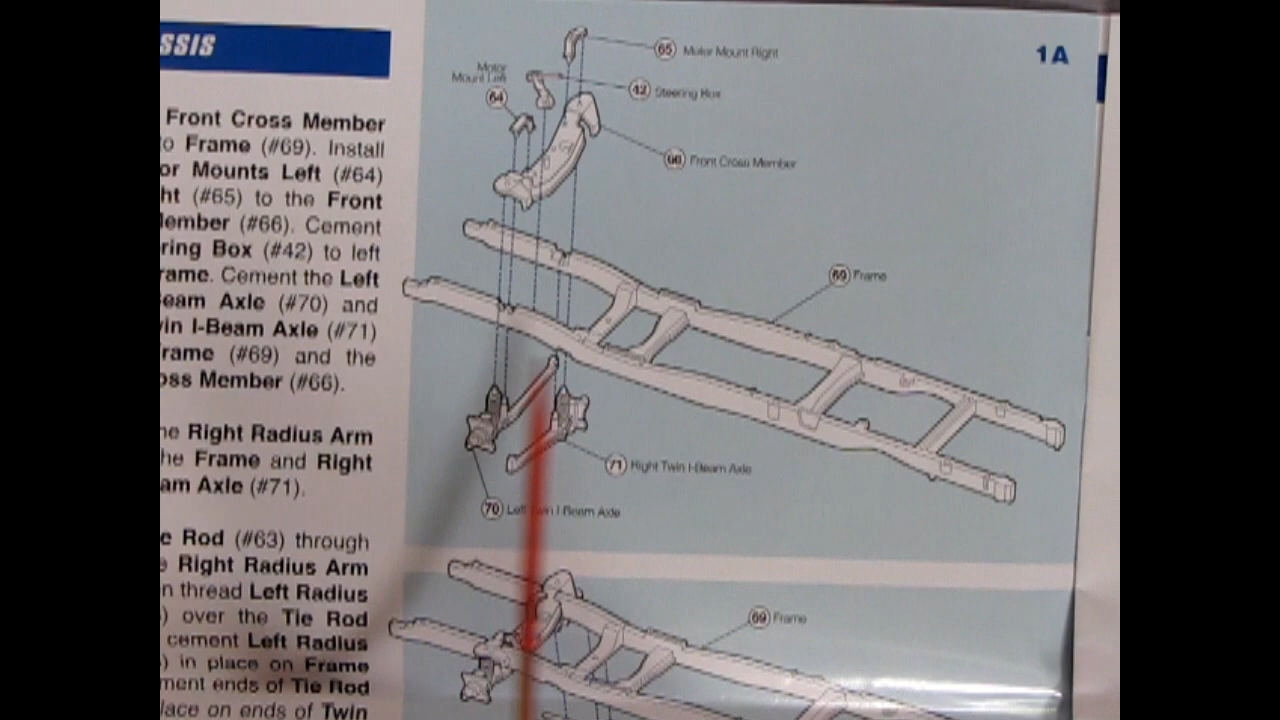 SSIS
Front Cross Member
o Frame (#69). Install
or Mounts Left (#64)
ht (#65) to the Front
ember (#66). Cement
ring Box (#42) to left
rame. Cement the Left
eam Axle (#70) and
in I-Beam Axle (#71)
rame (#69) and the
oss Member (#66).
he Right Radius Arm
he Frame and Right
am Axle (#71).
e Rod (#63) through
Right Radius Arm
n thread Left Radius
) over the Tie Rod
cement Left Radius
) in place on Frame
ment ends of Tie Rod
lace on ends of Twin
1A
65 Motor Mount Right
Motor
Mount Left
64
42 Steering Box
66 Front Cross Member
69 Frame
71 Right Twin I-Beam Axle
70 Left Twin I-Beam Axle
69 Frame